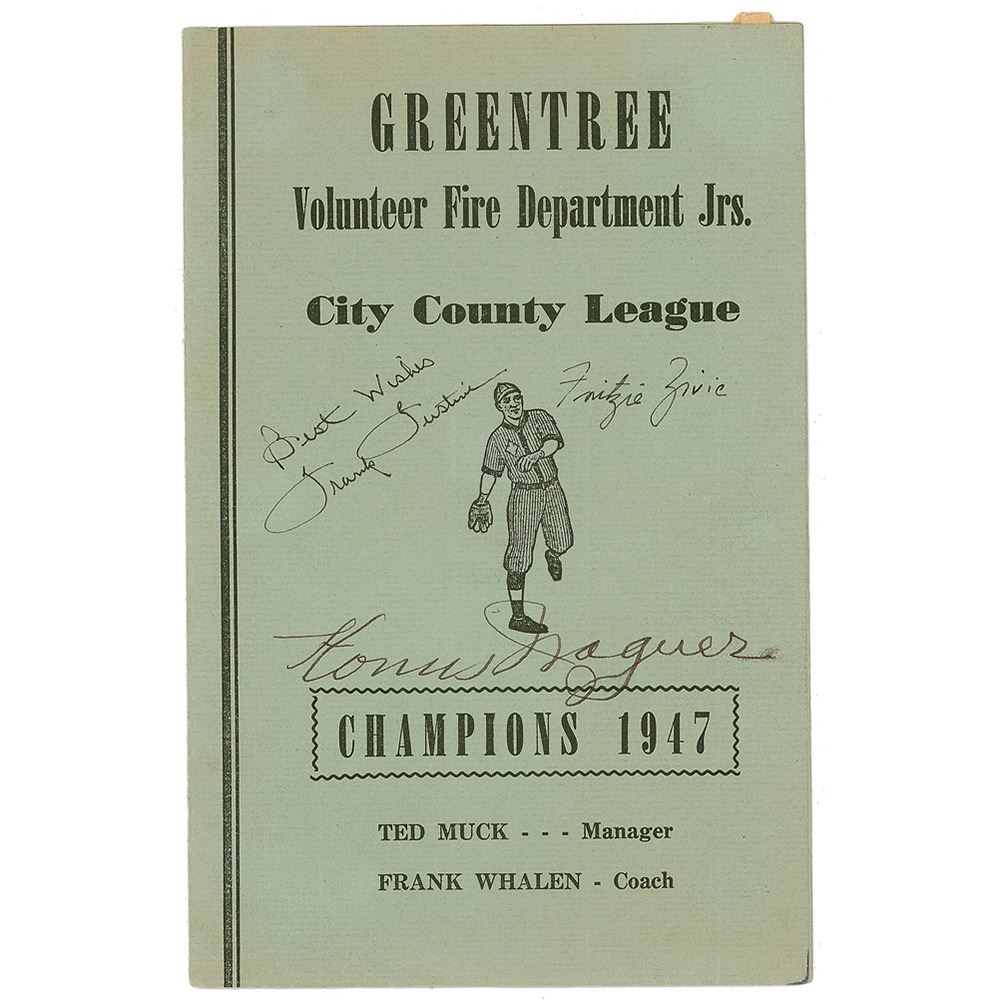 GREENTREE
Volunteer Fire Department Jrs.
City County League
Best Wishes
Frank Gustine
Fritzie Zivic
Honus Wagner
CHAMPIONS 1947
TED MUCK - - - Manager
FRANK WHALEN - Coach